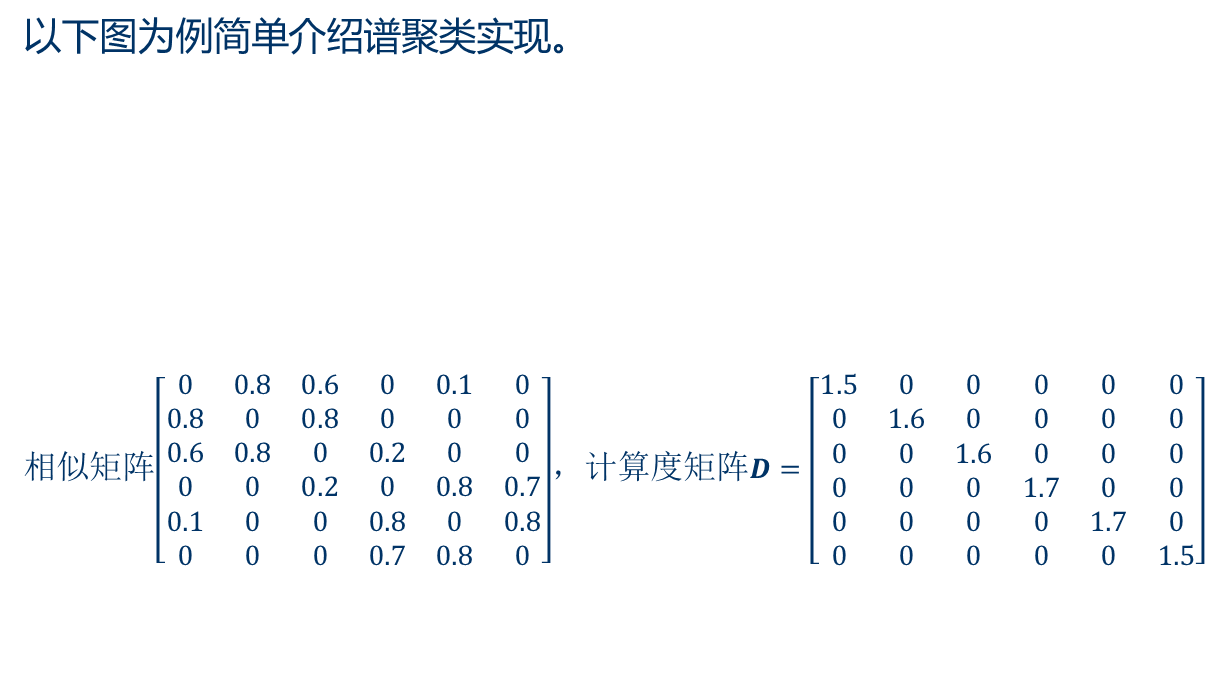 以下图为例简单介绍谱聚类实现。
相似矩阵[0 0.8 0.6 0 0.1 0
0.8 0 0.8 0 0 0
0.6 0.8 0 0.2 0 0
0 0 0.2 0 0.8 0.7
0.1 0 0 0.8 0 0.8
0 0 0 0.7 0.8 0],计算度矩阵D = [1.5 0 0 0 0 0
0 1.6 0 0 0 0
0 0 1.6 0 0 0
0 0 0 1.7 0 0
0 0 0 0 1.7 0
0 0 0 0 0 1.5]